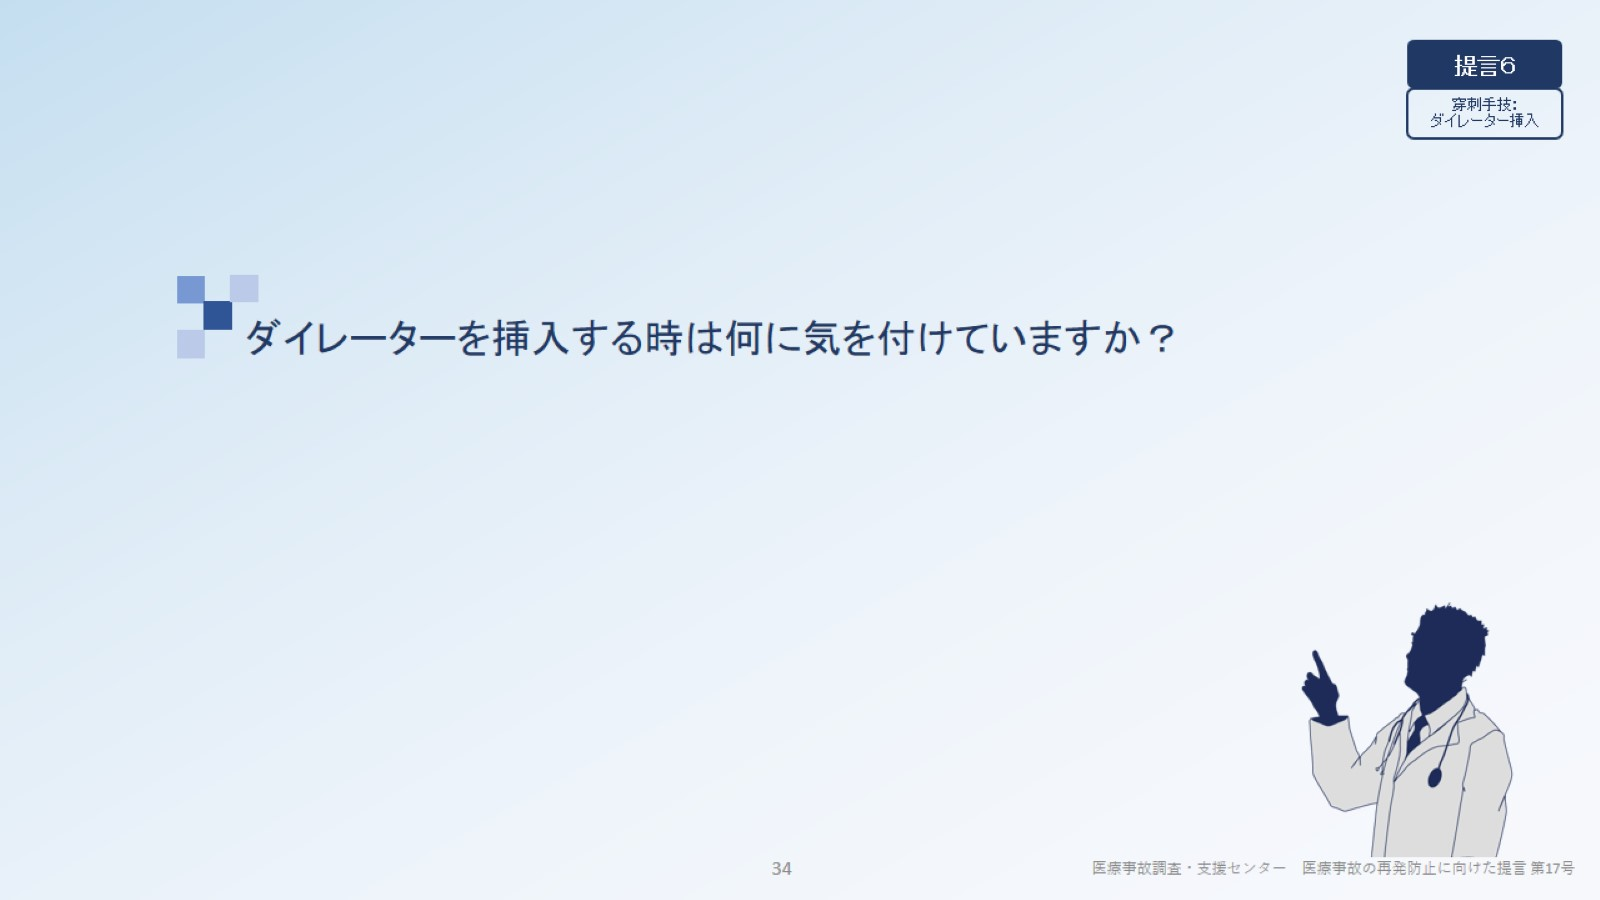 提言6
穿刺手技:
ダイレーター挿入
ダイレーターを挿入する時は何に気を付けていますか？
34
医療事故調査・支援センター　医療事故の再発防止に向けた提言 第17号